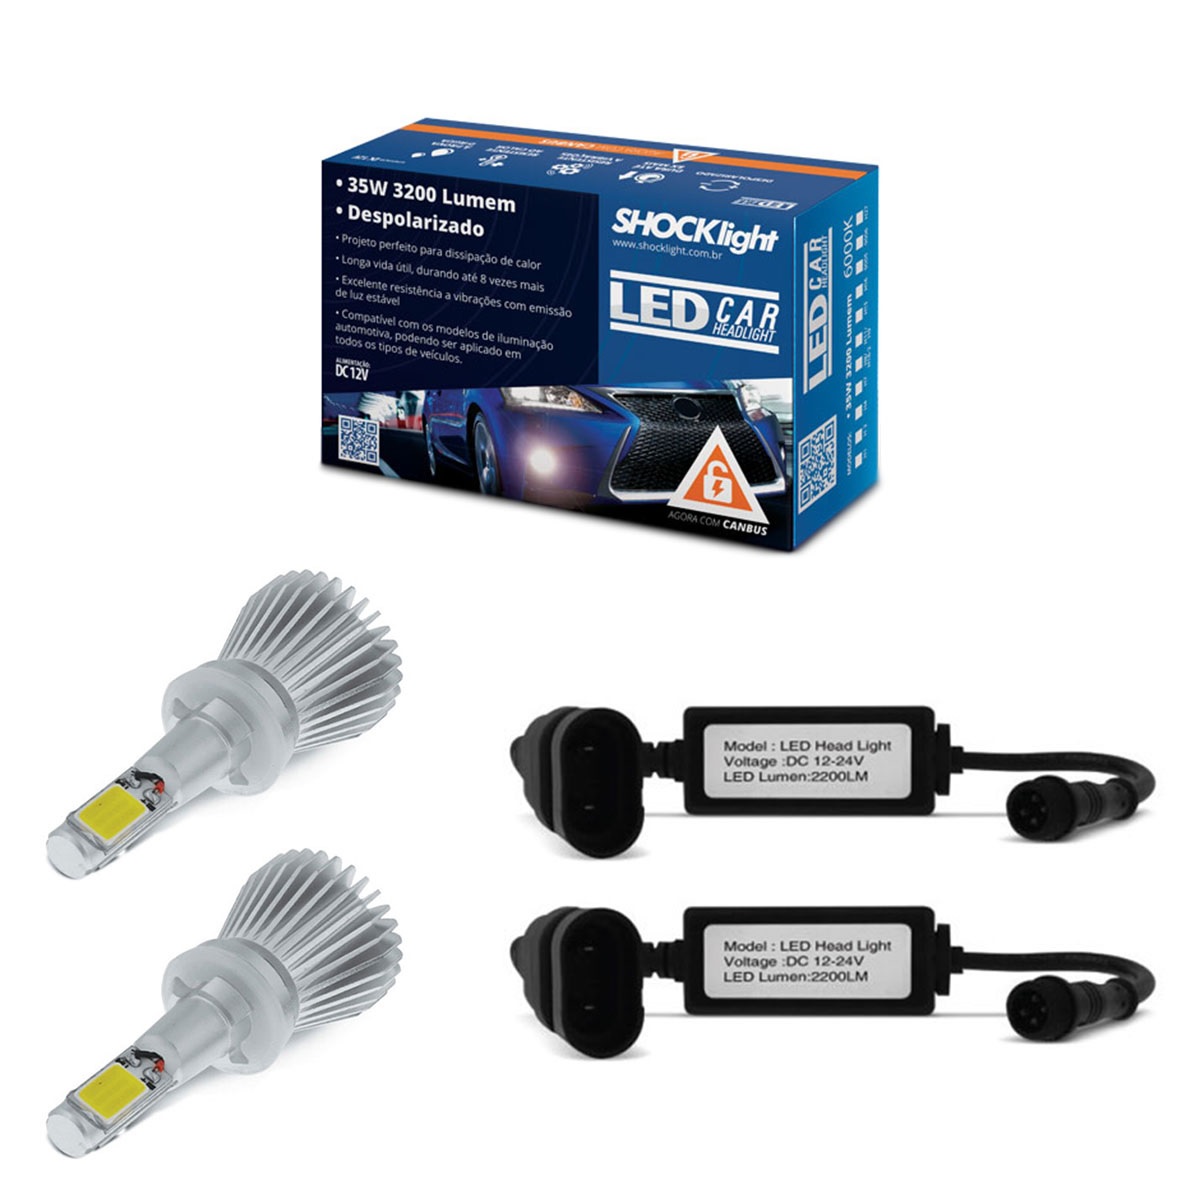 DESPOLARIZADO
LED CAR
• 35W 3200 Lumem
• Despolarizado
• Projeto perfeito para dissipação de calor
• Longa vida útil, durando até 8 vezes mais
• Excelente resistência a vibrações com emissão
de luz estável
• Compatível com os modelos de iluminação
automotiva, podendo ser aplicado em
todos os tipos de veículos.
ALIMENTAÇÃO:
DC 12V
SHOCKlight
www.shocklight.com.br
LED CAR
HEADLIGHT
AGORA COM CANBUS
LED CAR
HEADLIGHT
6000K
MODELOS: • 35W 3200 Lumem
Model : LED Head Light
Voltage :DC 12-24V
LED Lumen:2200LM
Model : LED Head Light
Voltage :DC 12-24V
LED Lumen:2200LM